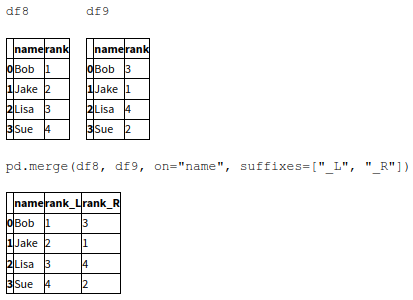 df8 df9
name rank name rank
0 Bob 1 0 Bob 3
1 Jake 2 1 Jake 1
2 Lisa 3 2 Lisa 4
3 Sue 4 3 Sue 2
pd.merge(df8, df9, on="name", suffixes=["_L", "_R"])
name rank_L rank_R
0 Bob 1 3
1 Jake 2 1
2 Lisa 3 4
3 Sue 4 2